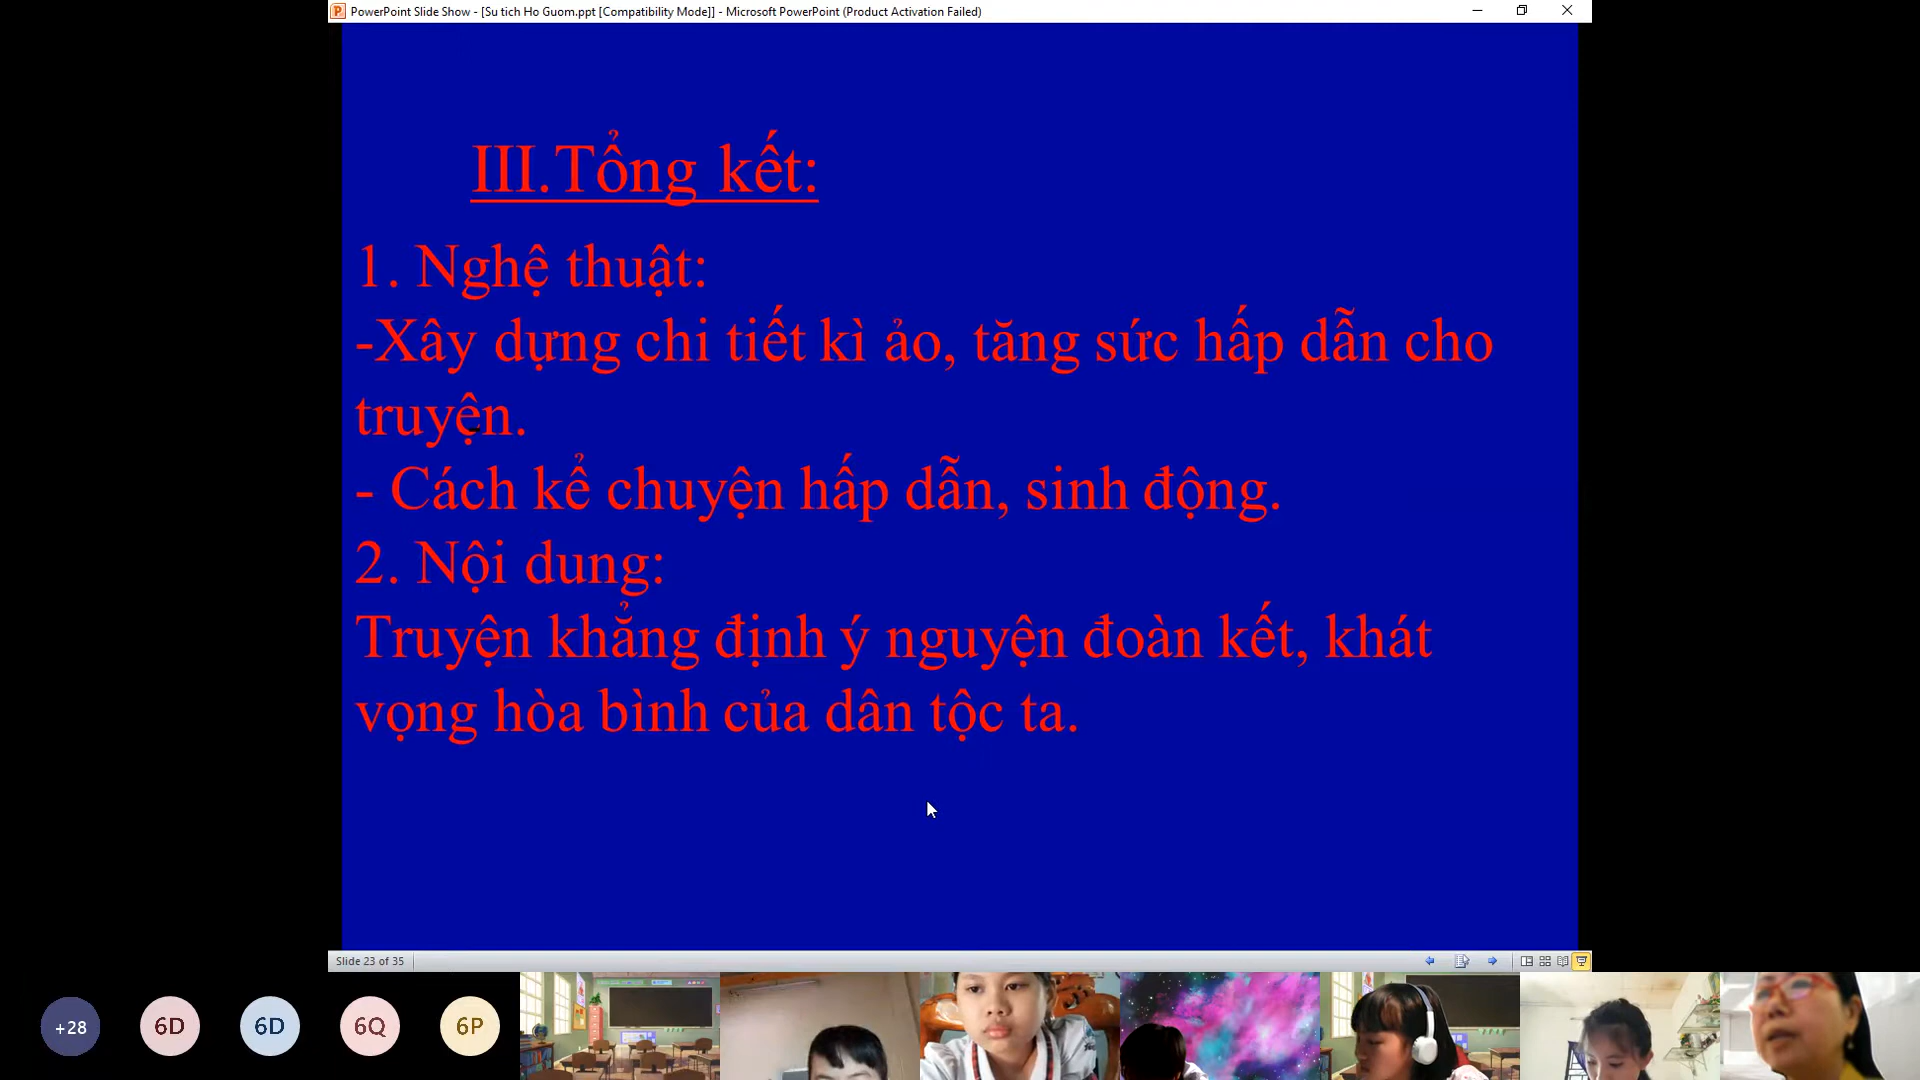 PowerPoint Slide Show - [Su tich Ho Guom.ppt [Compatibility Mode]] - Microsoft PowerPoint (Product Activation Failed)
III.Tổng kết:
1. Nghệ thuật:
-Xây dựng chi tiết kì ảo, tăng sức hấp dẫn cho
truyện.
- Cách kể chuyện hấp dẫn, sinh động.
2. Nội dung:
Truyện khẳng định ý nguyện đoàn kết, khát
vọng hòa bình của dân tộc ta.
Slide 23 of 35
+28
6D
6D
6Q
6P